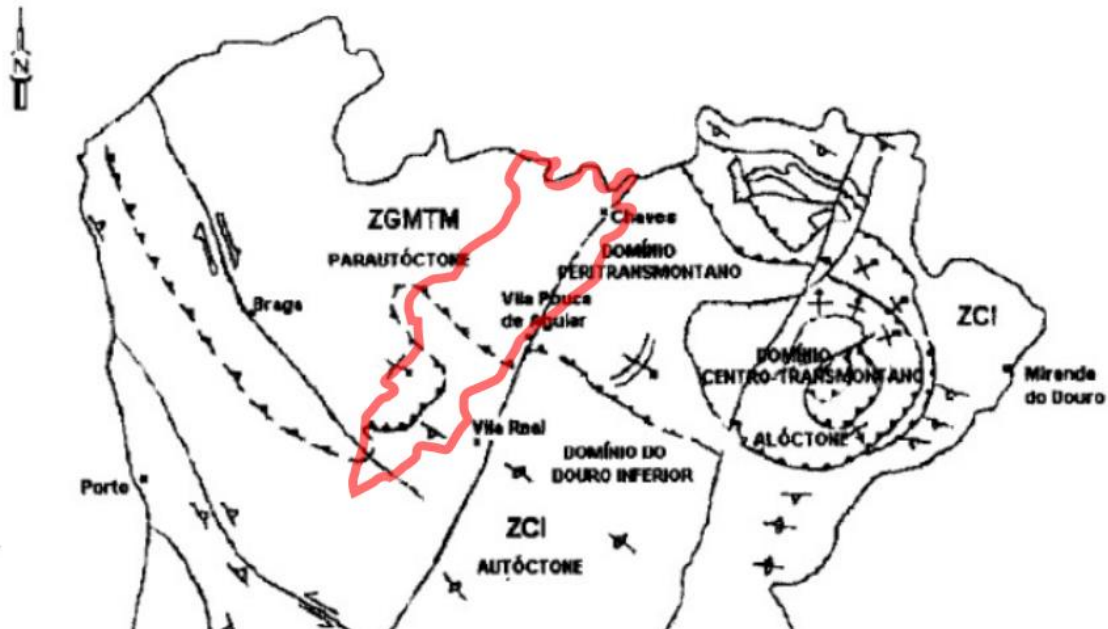 N
ZGMTM
PARAUTÓCTONE
Chaves
DOMÍNIO
PERITRANSMONTANO
Vila Pouca
de Aguiar
Braga
ZCI
DOMÍNIO
CENTRO-TRANSMONTANO
Miranda
do Douro
ALÓCTONE
Vila Real
DOMÍNIO DO
DOURO INFERIOR
Porto
ZCI
AUTÓCTONE